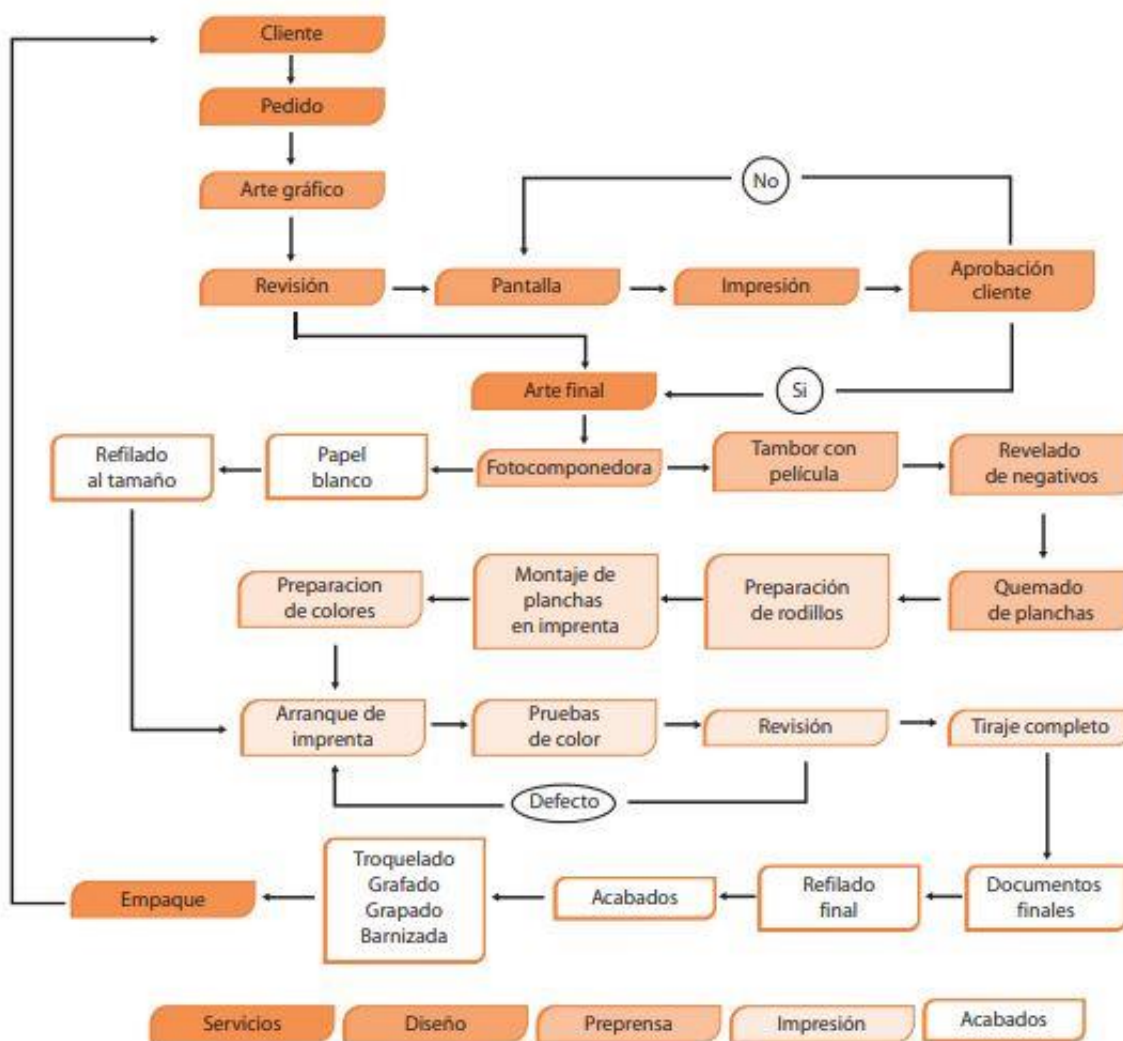 Cliente
Pedido
Arte gráfico
No
Revisión
Pantalla
Impresión
Aprobación
cliente
Arte final
Si
Refilado
al tamaño
Papel
blanco
Fotocomponedora
Tambor con
película
Revelado
de negativos
Preparacion
de colores
Montaje de
planchas
en imprenta
Preparación
de rodillos
Quemado
de planchas
Arranque de
imprenta
Pruebas
de color
Revisión
Tiraje completo
Defecto
Empaque
Troquelado
Grafado
Grapado
Barnizada
Acabados
Refilado
final
Documentos
finales
Servicios
Diseño
Preprensa
Impresión
Acabados